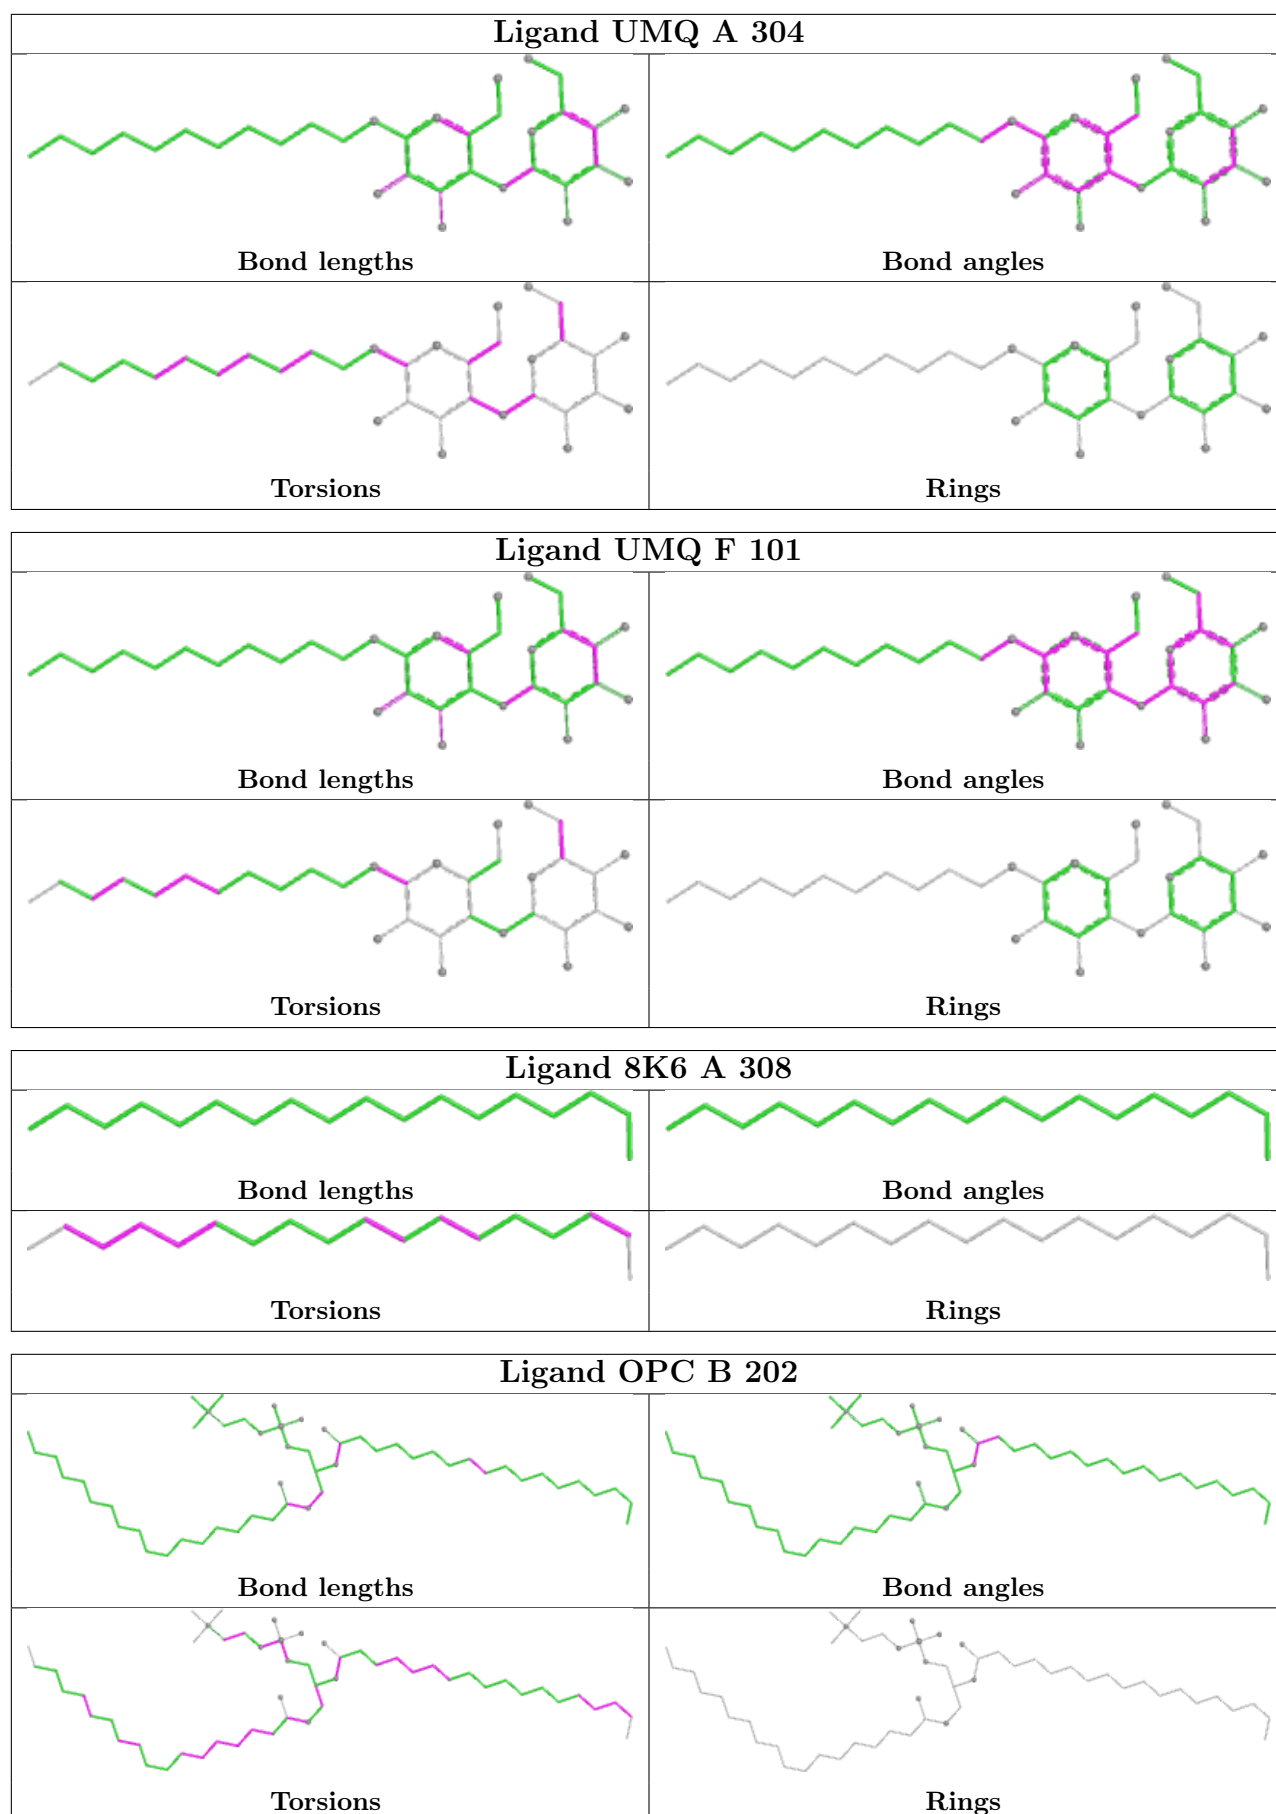 Ligand UMQ A 304
Bond lengths
Bond angles
Torsions
Rings
Ligand UMQ F 101
Bond lengths
Bond angles
Torsions
Rings
Ligand 8K6 A 308
Bond lengths
Bond angles
Torsions
Rings
Ligand OPC B 202
Bond lengths
Bond angles
Torsions
Rings